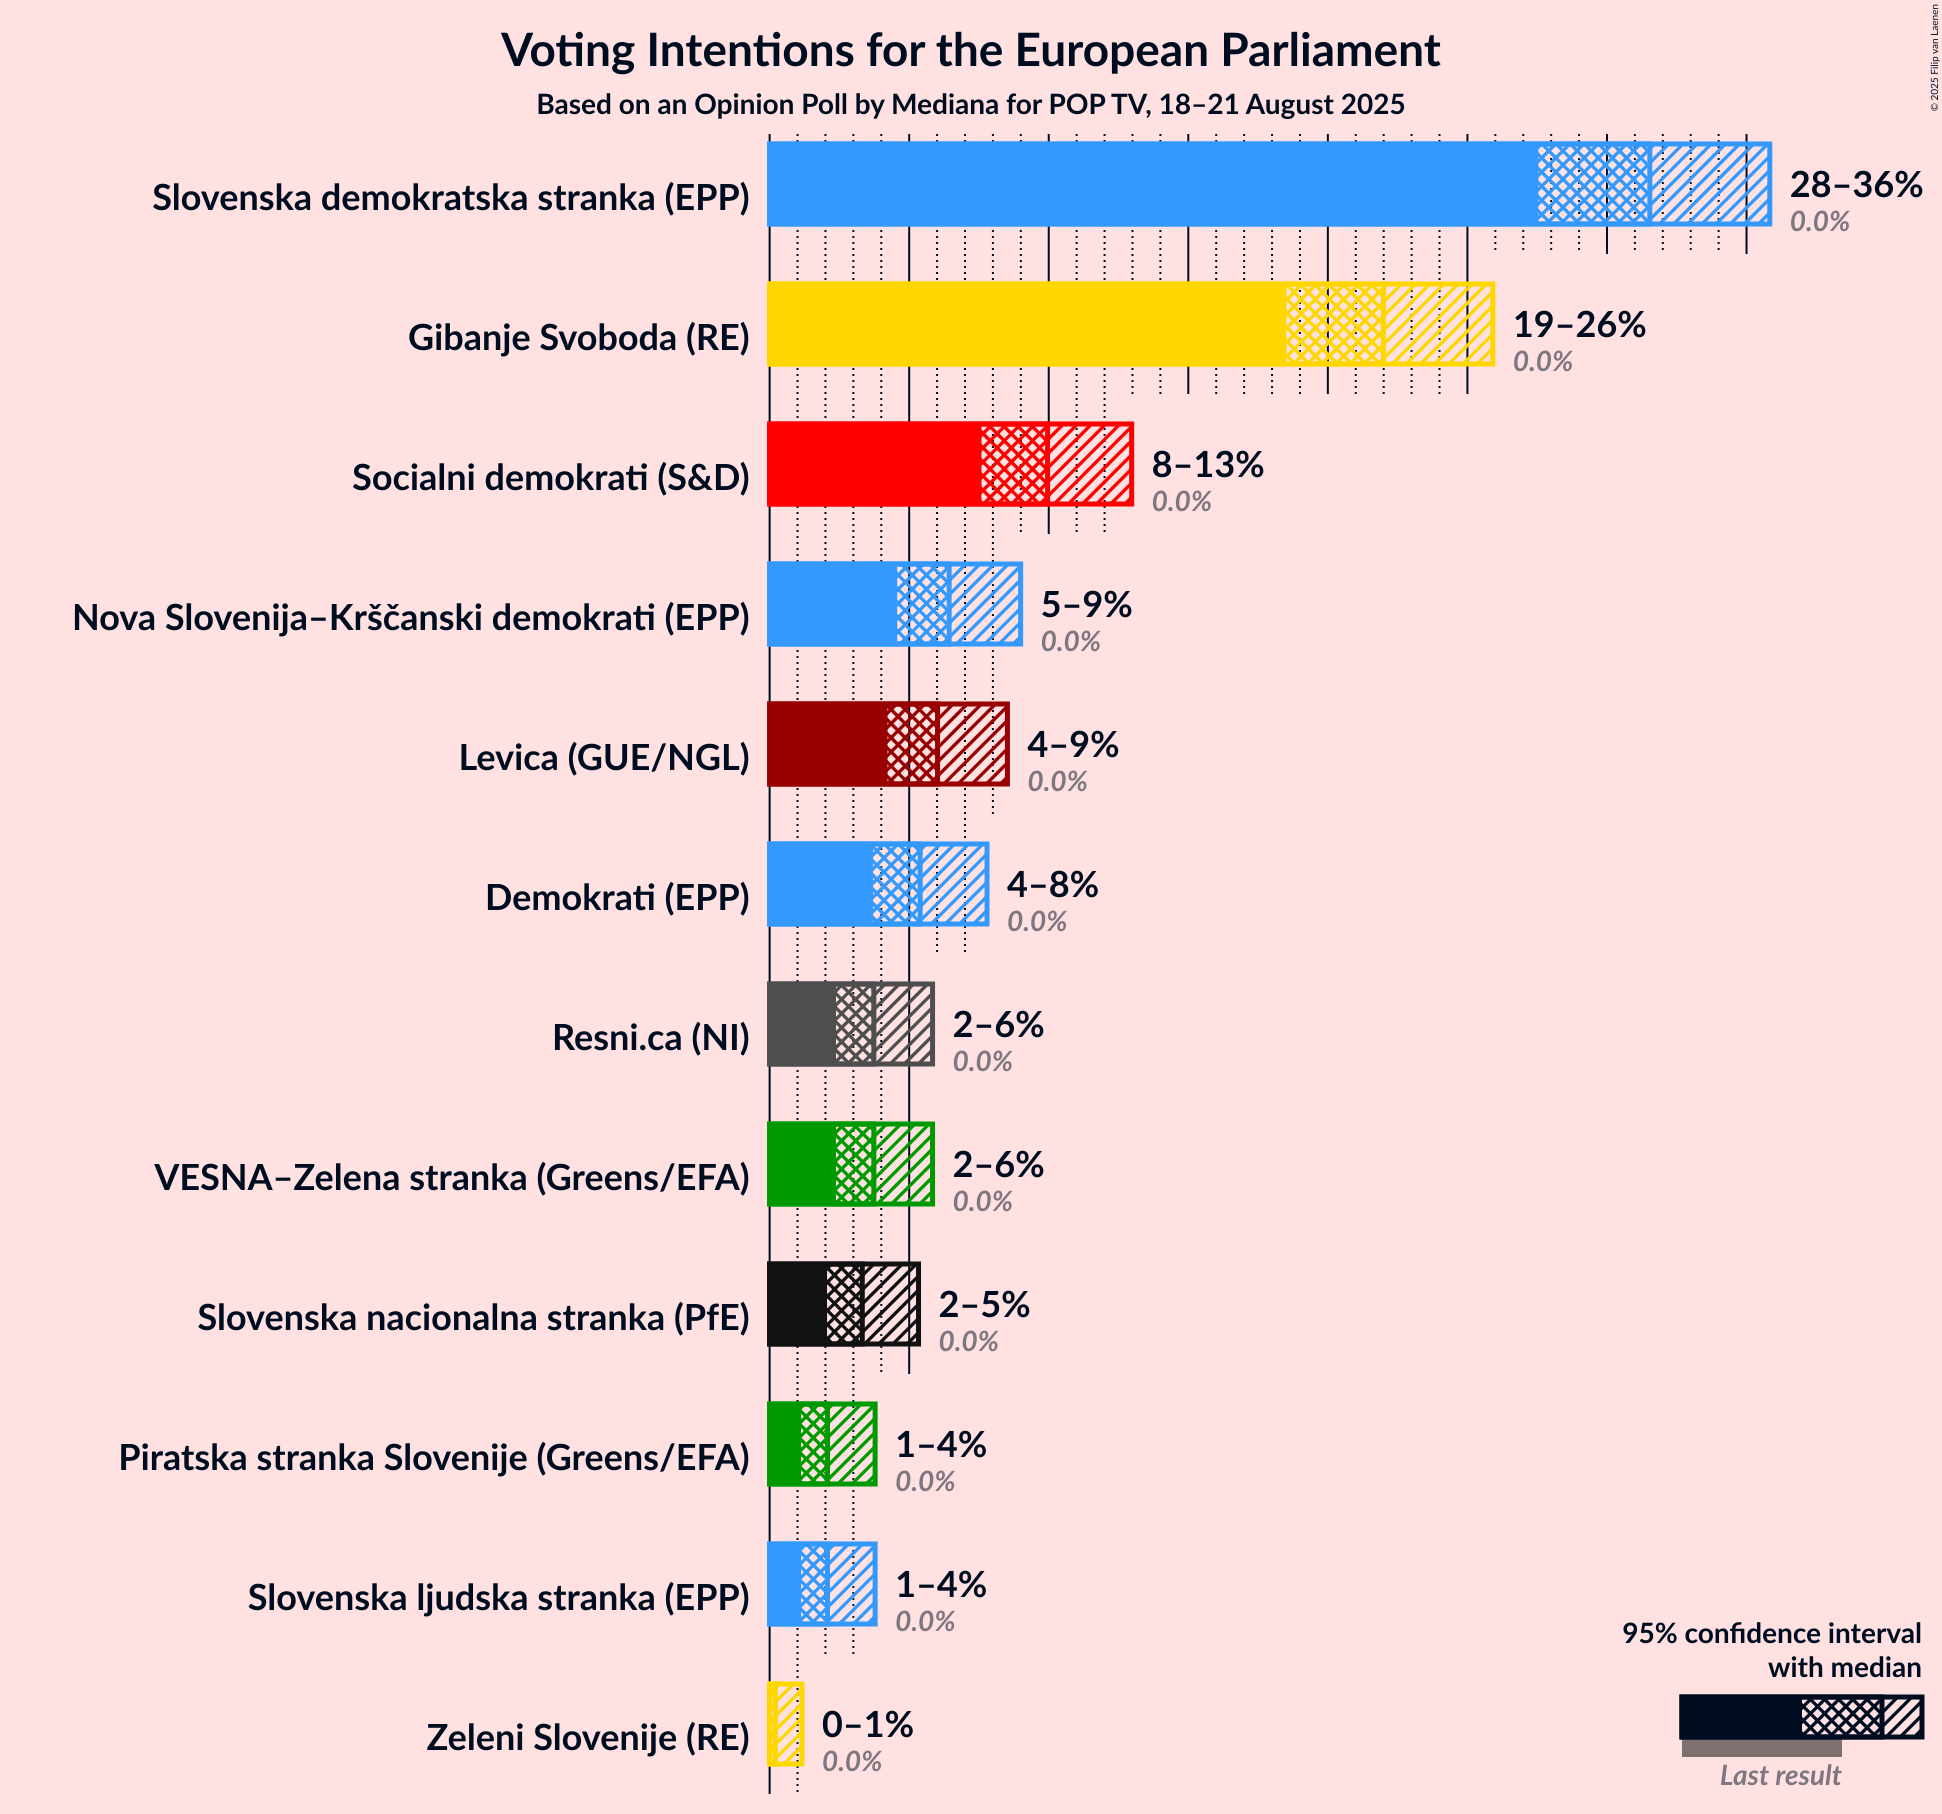 Voting Intentions for the European Parliament
Based on an Opinion Poll by Mediana for POP TV, 18–21 August 2025
© 2025 Filip van Laenen
Slovenska demokratska stranka (EPP)
28–36%
0.0%
Gibanje Svoboda (RE)
19–26%
0.0%
Socialni demokrati (S&D)
8–13%
0.0%
Nova Slovenija–Krščanski demokrati (EPP)
5–9%
0.0%
Levica (GUE/NGL)
4–9%
0.0%
Demokrati (EPP)
4–8%
0.0%
Resni.ca (NI)
2–6%
0.0%
VESNA–Zelena stranka (Greens/EFA)
2–6%
0.0%
Slovenska nacionalna stranka (PfE)
2–5%
0.0%
Piratska stranka Slovenije (Greens/EFA)
1–4%
0.0%
Slovenska ljudska stranka (EPP)
1–4%
0.0%
Zeleni Slovenije (RE)
0–1%
0.0%
95% confidence interval
with median
Last result